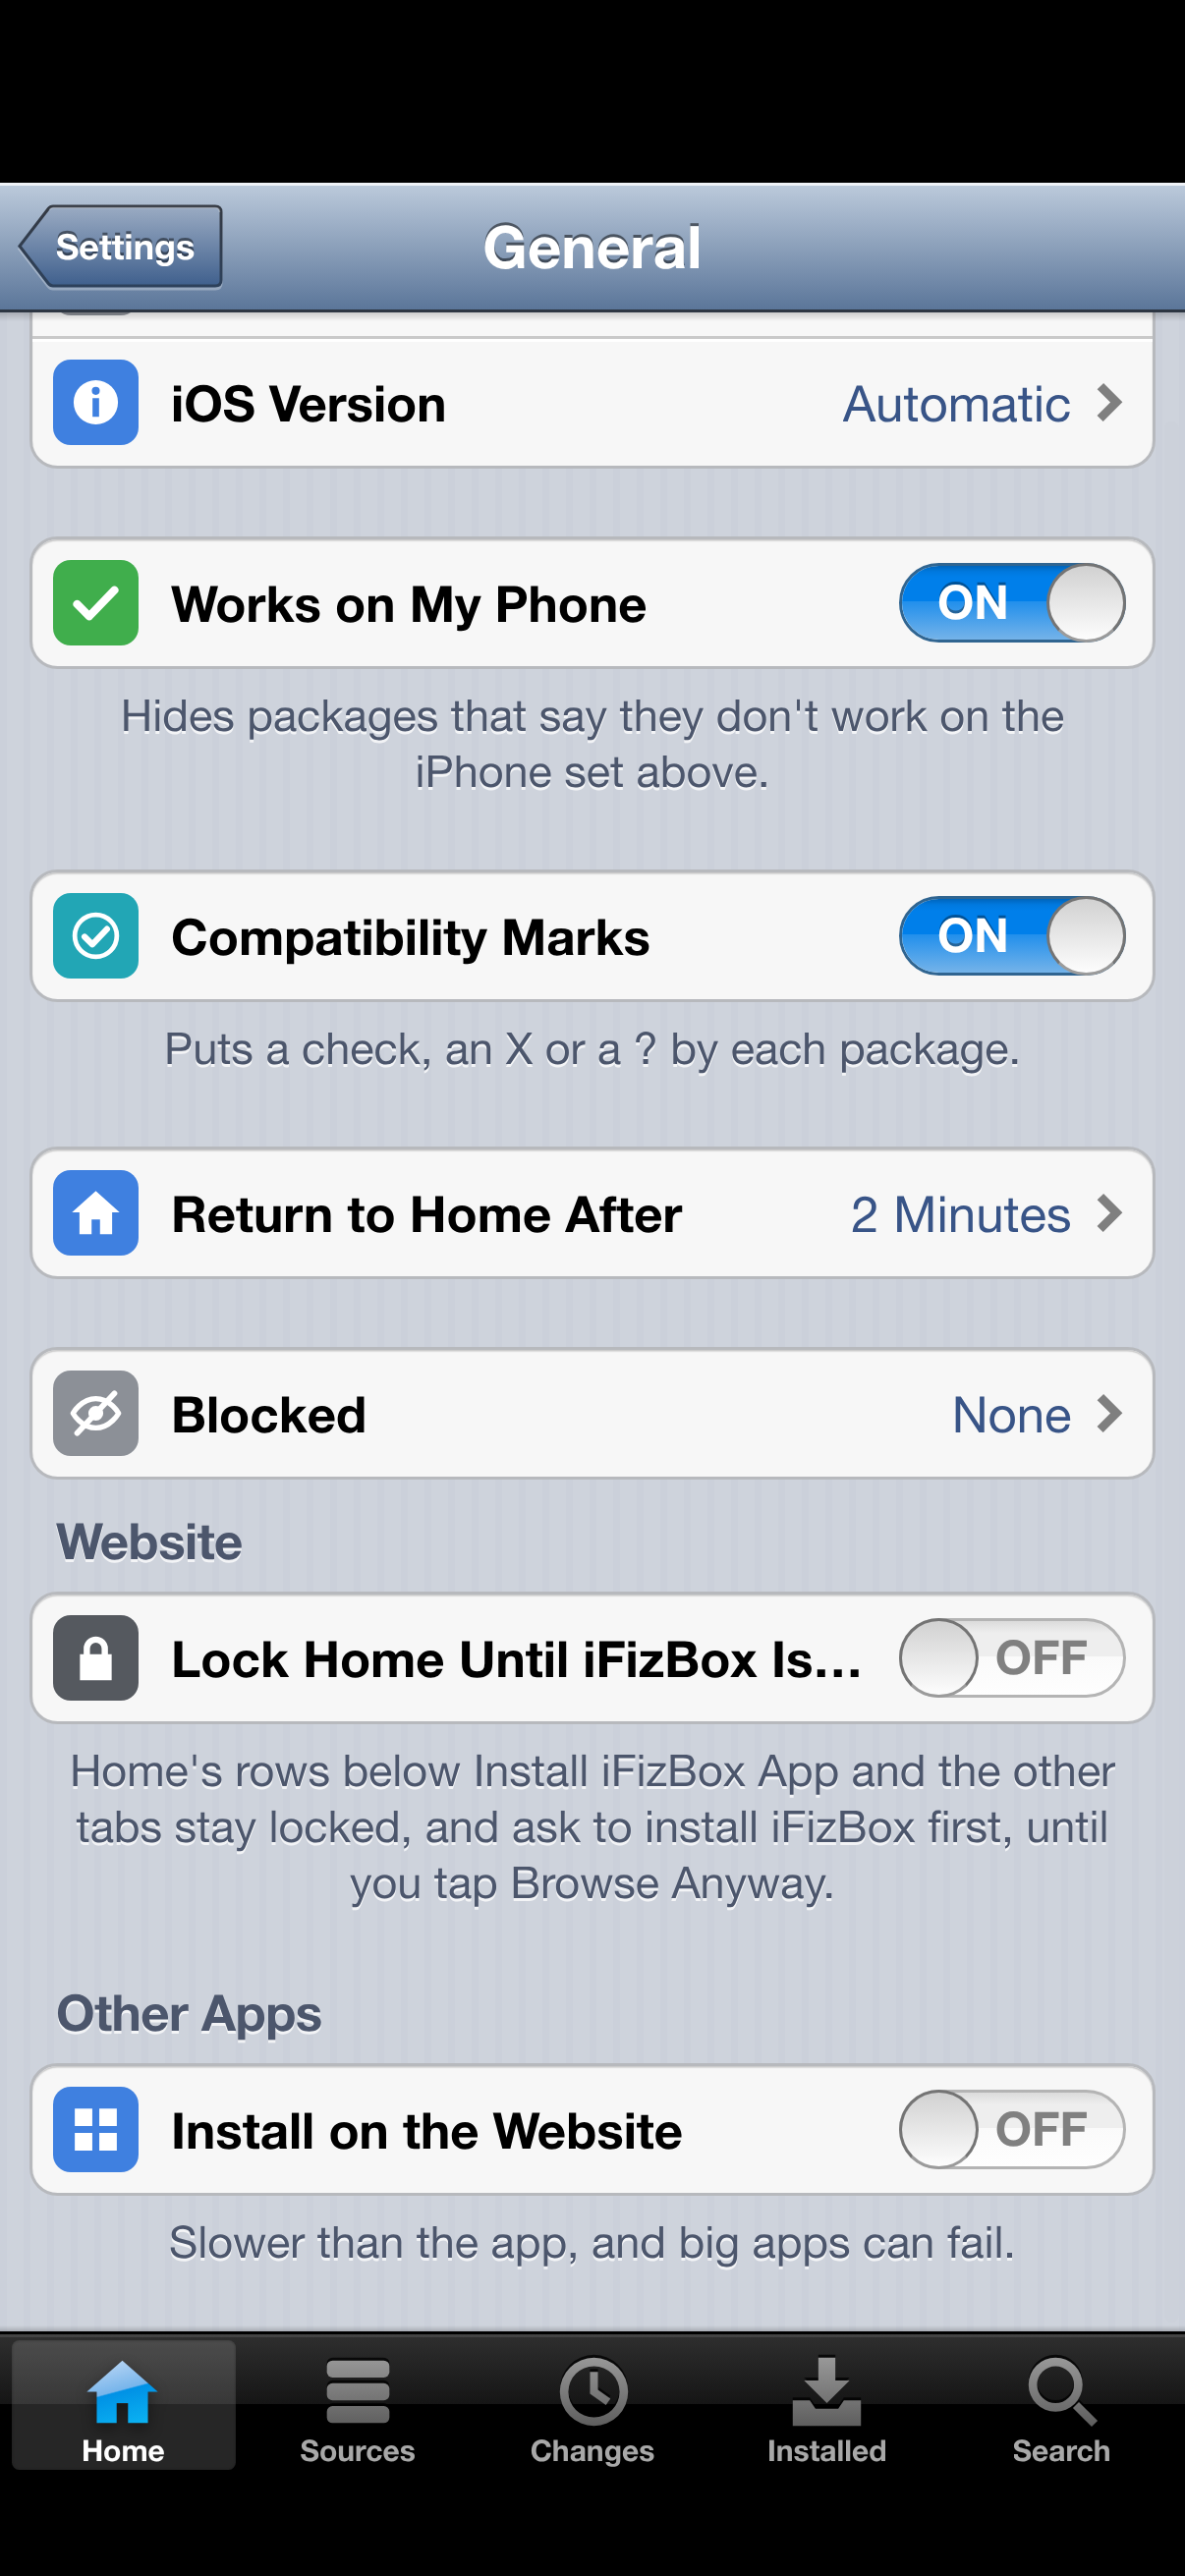 Settings
General
iOS Version
Automatic
Works on My Phone
ON
Hides packages that say they don't work on the
iPhone set above.
Compatibility Marks
ON
Puts a check, an X or a ? by each package.
Return to Home After
2 Minutes
Blocked
None
Website
Lock Home Until iFizBox Is...
OFF
Home's rows below Install iFizBox App and the other
tabs stay locked, and ask to install iFizBox first, until
you tap Browse Anyway.
Other Apps
Install on the Website
OFF
Slower than the app, and big apps can fail.
Home
Sources
Changes
Installed
Search